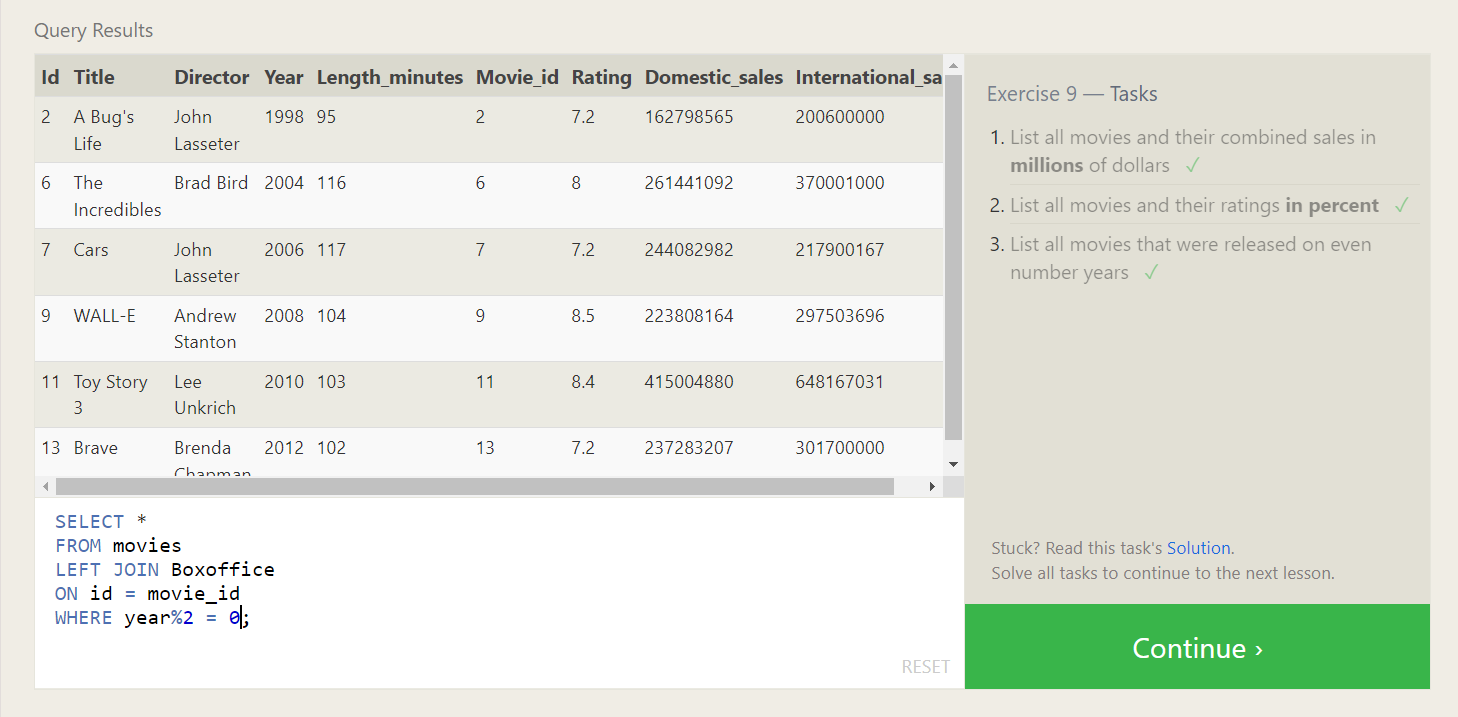 Query Results
Id Title Director Year Length_minutes Movie_id Rating Domestic_sales International_sa
2 A Bug's John 1998 95 2 7.2 162798565 200600000
Life Lasseter
6 The Brad Bird 2004 116 6 8 261441092 370001000
Incredibles
7 Cars John 2006 117 7 7.2 244082982 217900167
Lasseter
9 WALL-E Andrew 2008 104 9 8.5 223808164 297503696
Stanton
11 Toy Story Lee 2010 103 11 8.4 415004880 648167031
3 Unkrich
13 Brave Brenda 2012 102 13 7.2 237283207 301700000
Chapman
SELECT *
FROM movies
LEFT JOIN Boxoffice
ON id = movie_id
WHERE year%2 = 0;
RESET
Exercise 9 — Tasks
1. List all movies and their combined sales in
millions of dollars ✓
2. List all movies and their ratings in percent ✓
3. List all movies that were released on even
number years ✓
Stuck? Read this task's Solution.
Solve all tasks to continue to the next lesson.
Continue ›